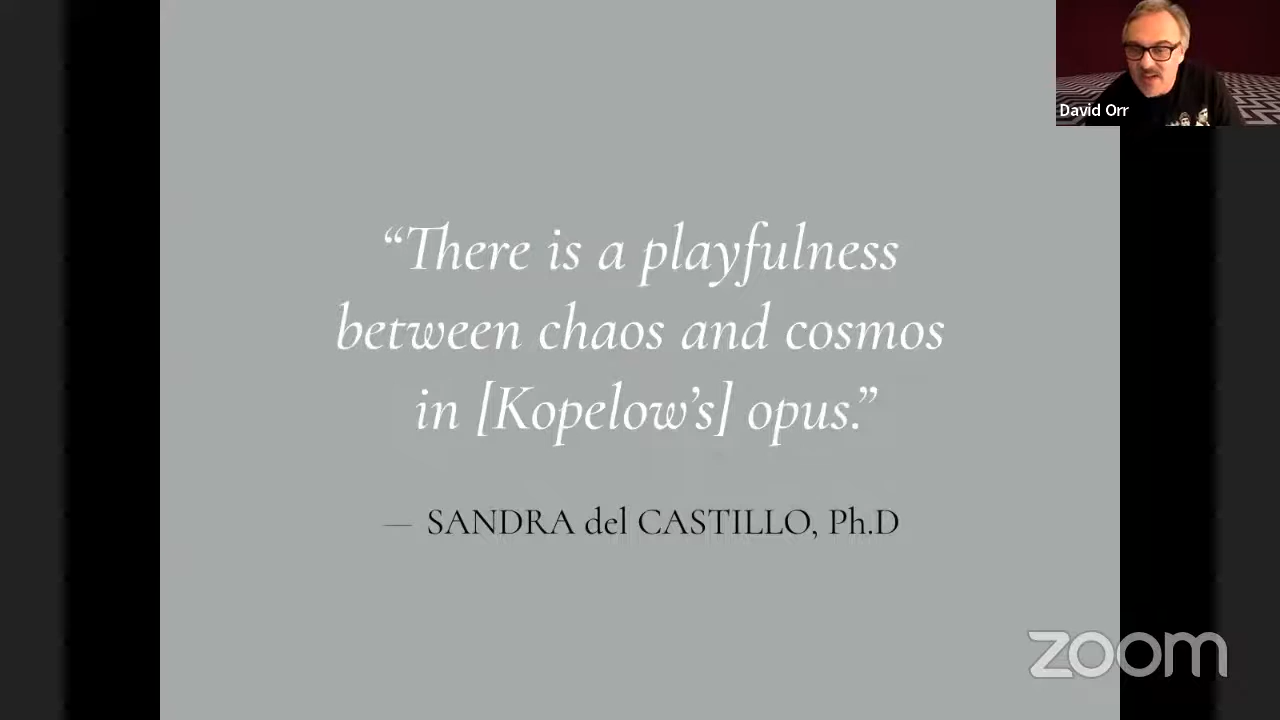 David Orr
“There is a playfulness
between chaos and cosmos
in [Kopelow’s] opus.”
— SANDRA del CASTILLO, Ph.D
zoom